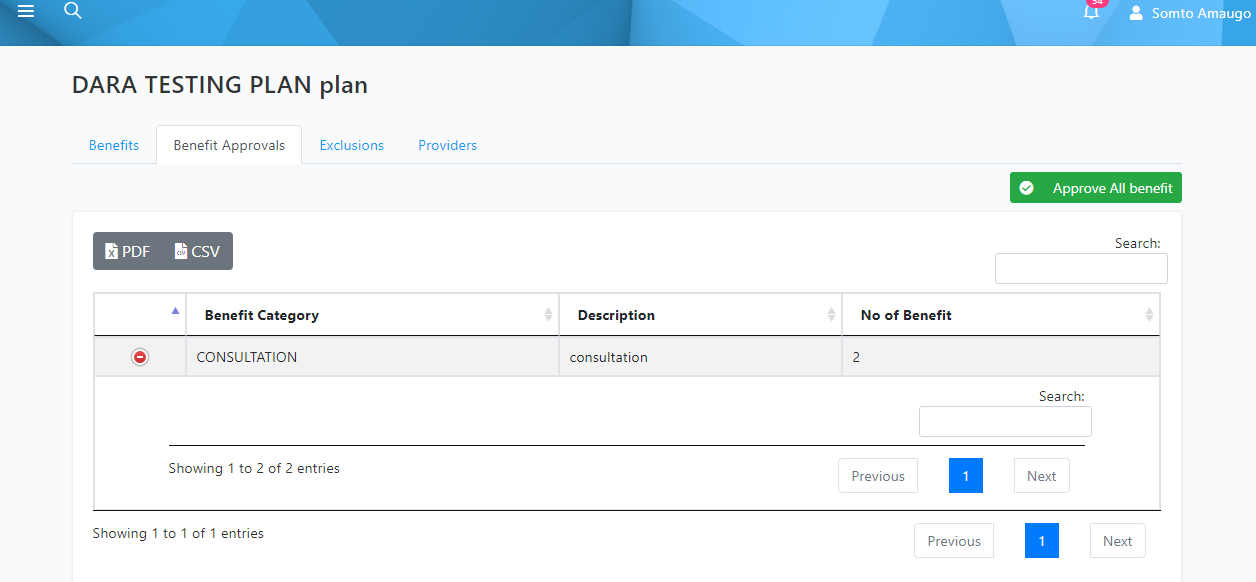 54
Somto Amaugo
DARA TESTING PLAN plan
Benefits Benefit Approvals Exclusions Providers
Approve All benefit
PDF CSV
Search:
Benefit Category Description No of Benefit
CONSULTATION consultation 2
Search:
Showing 1 to 2 of 2 entries
Previous 1 Next
Showing 1 to 1 of 1 entries
Previous 1 Next